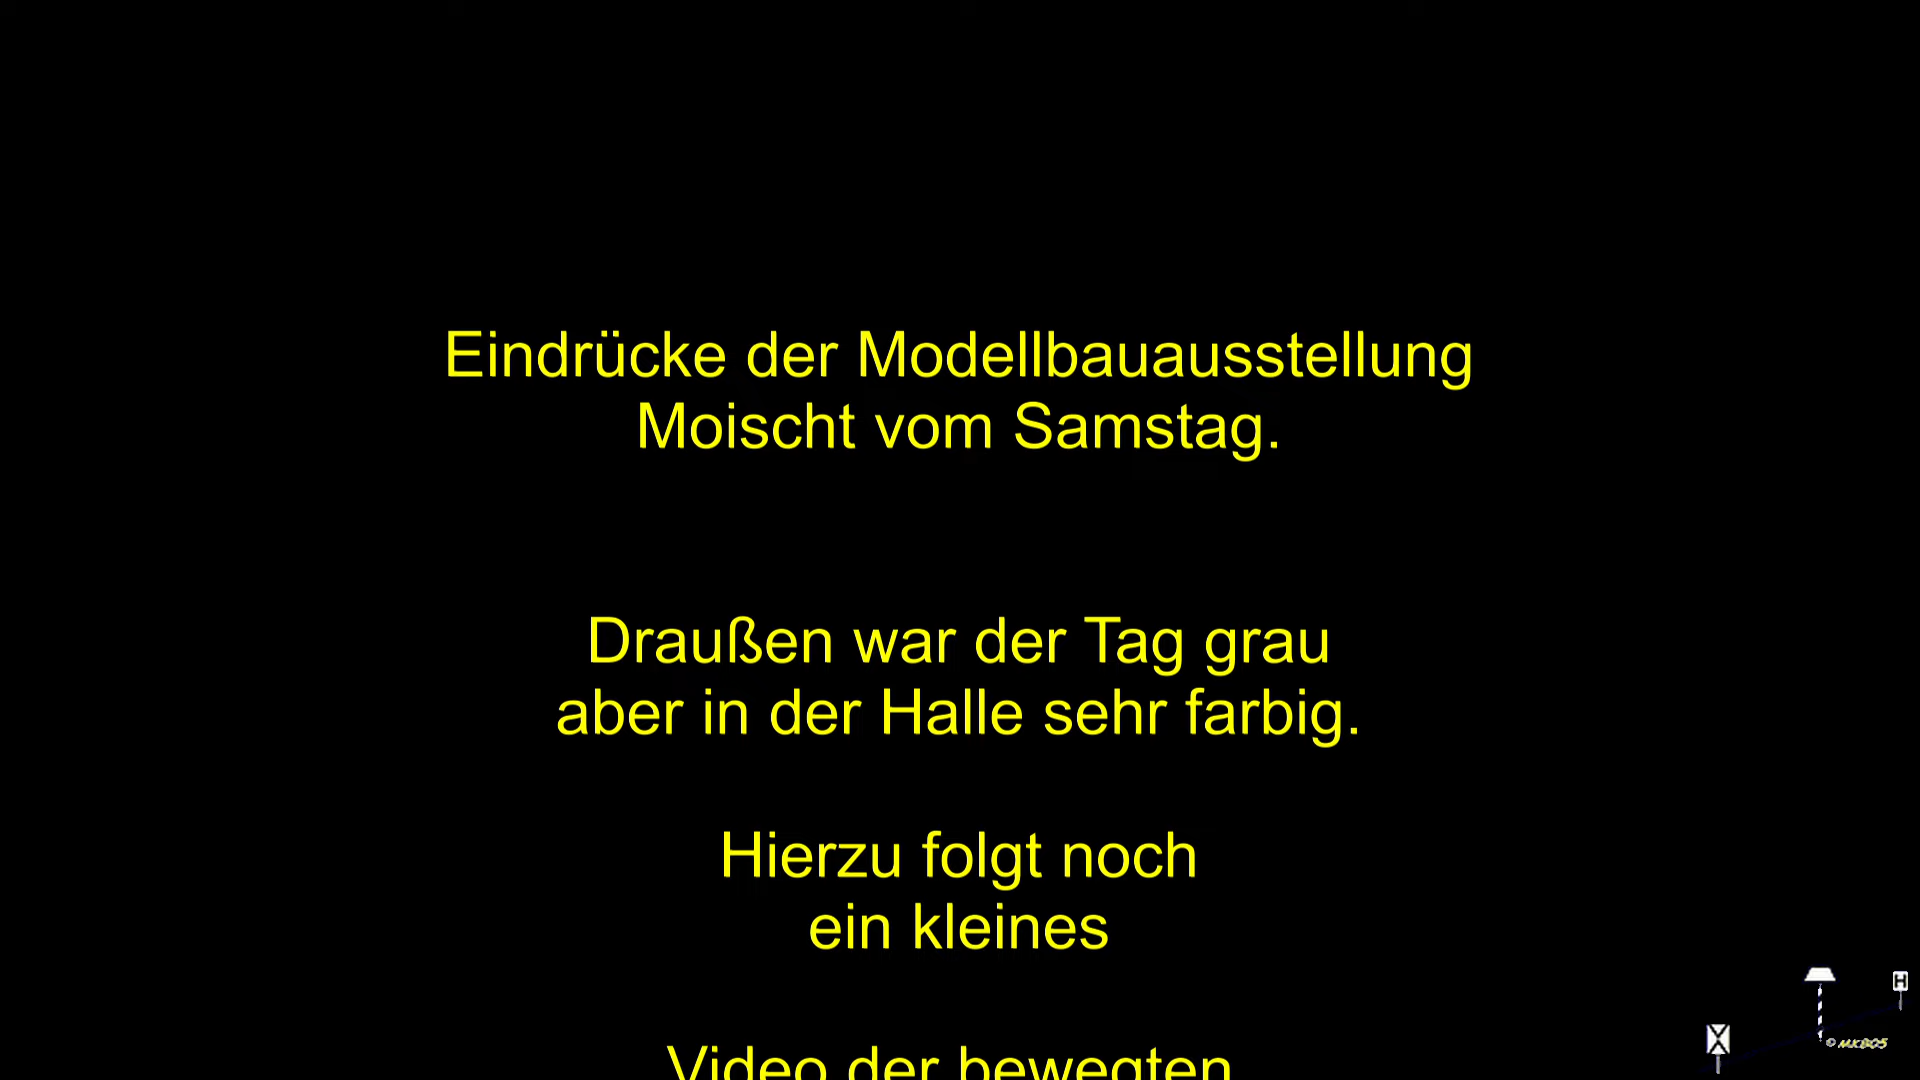 Eindrücke der Modellbauausstellung
Moischt vom Samstag.
Draußen war der Tag grau
aber in der Halle sehr farbig.
Hierzu folgt noch
ein kleines
Video der bewegten
H
© MKB05